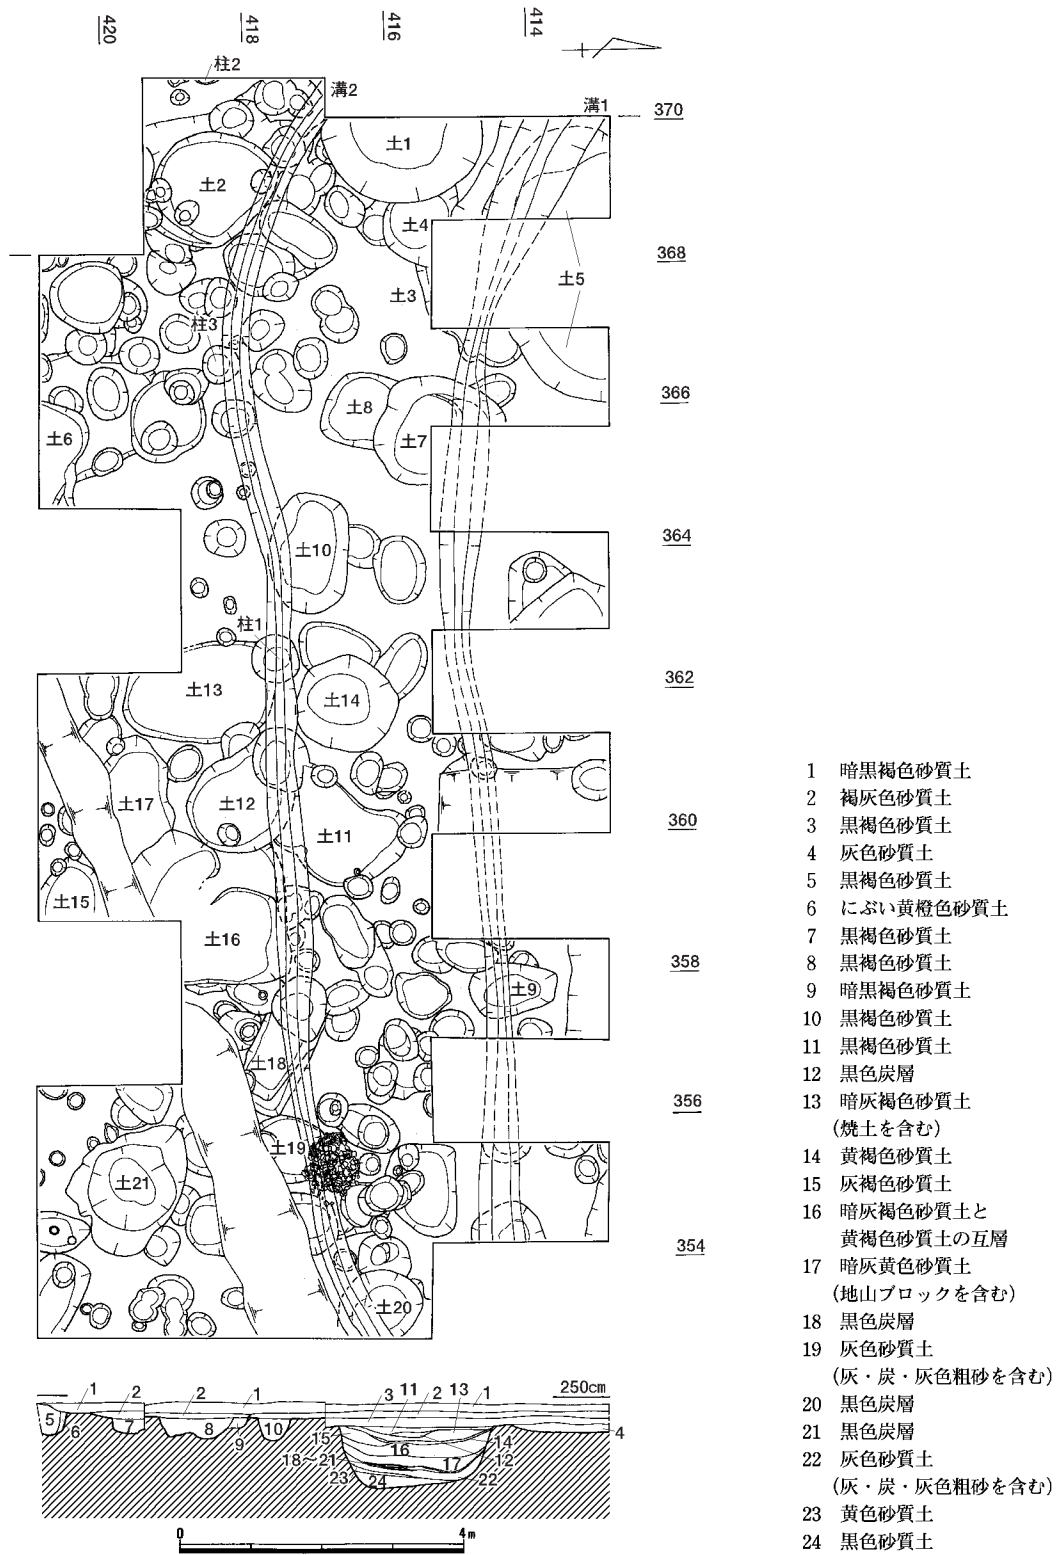 420
418
416
414
柱2
溝2
溝1
370
土1
土2
土4
368
土3
土5
柱3
366
土8
土6
土7
364
土10
柱1
362
土13
土14
土17
土12
360
土11
土15
土16
358
土9
土18
356
土19
土21
354
土20
1 2 2 1 3 11 2 13 1 250cm
5 6 7 8 9 10 15 16 14 4
18〜21 17 12
23 24 22
0 4m
1 暗黒褐色砂質土
2 褐灰色砂質土
3 黒褐色砂質土
4 灰色砂質土
5 黒褐色砂質土
6 にぶい黄橙色砂質土
7 黒褐色砂質土
8 黒褐色砂質土
9 暗黒褐色砂質土
10 黒褐色砂質土
11 黒褐色砂質土
12 黒色炭層
13 暗灰褐色砂質土
(焼土を含む)
14 黄褐色砂質土
15 灰褐色砂質土
16 暗灰褐色砂質土と
黄褐色砂質土の互層
17 暗灰黄色砂質土
(地山ブロックを含む)
18 黒色炭層
19 灰色砂質土
(灰・炭・灰色粗砂を含む)
20 黒色炭層
21 黒色炭層
22 灰色砂質土
(灰・炭・灰色粗砂を含む)
23 黄色砂質土
24 黒色砂質土